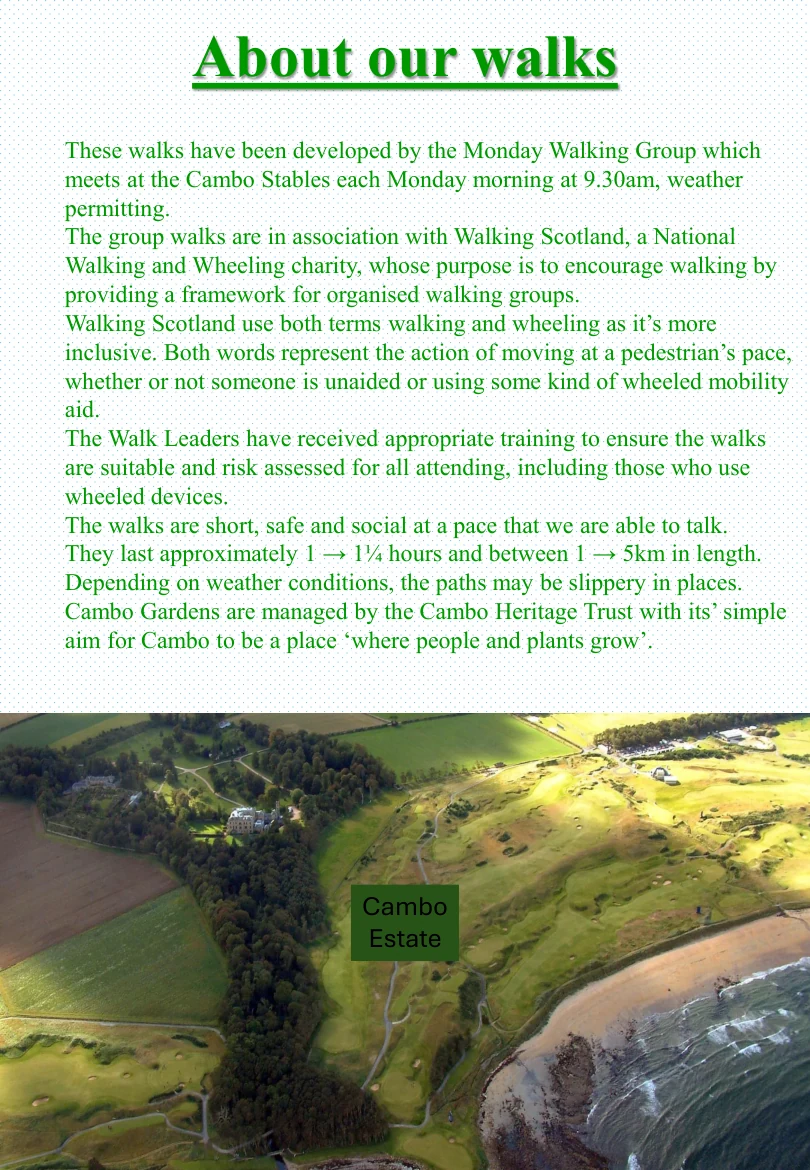 About our walks
These walks have been developed by the Monday Walking Group which
meets at the Cambo Stables each Monday morning at 9.30am, weather
permitting.
The group walks are in association with Walking Scotland, a National
Walking and Wheeling charity, whose purpose is to encourage walking by
providing a framework for organised walking groups.
Walking Scotland use both terms walking and wheeling as it’s more
inclusive. Both words represent the action of moving at a pedestrian’s pace,
whether or not someone is unaided or using some kind of wheeled mobility
aid.
The Walk Leaders have received appropriate training to ensure the walks
are suitable and risk assessed for all attending, including those who use
wheeled devices.
The walks are short, safe and social at a pace that we are able to talk.
They last approximately 1 → 1¼ hours and between 1 → 5km in length.
Depending on weather conditions, the paths may be slippery in places.
Cambo Gardens are managed by the Cambo Heritage Trust with its’ simple
aim for Cambo to be a place ‘where people and plants grow’.
Cambo
Estate